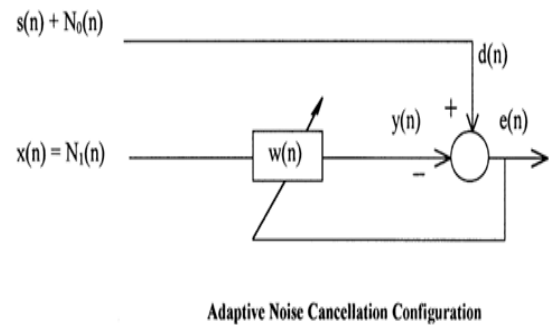 s(n) + N₀(n)
d(n)
y(n)
+
e(n)
x(n) = N₁(n)
w(n)
−
Adaptive Noise Cancellation Configuration